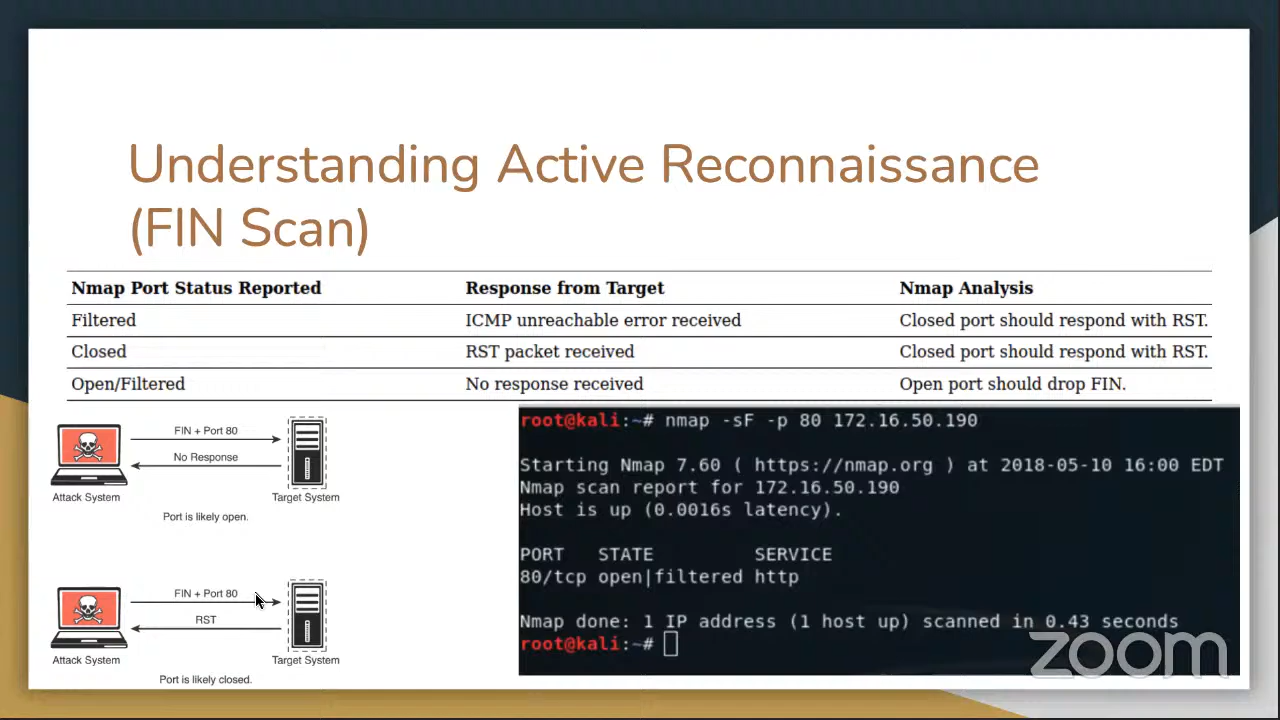 Understanding Active Reconnaissance
(FIN Scan)
Nmap Port Status Reported Response from Target Nmap Analysis
Filtered ICMP unreachable error received Closed port should respond with RST.
Closed RST packet received Closed port should respond with RST.
Open/Filtered No response received Open port should drop FIN.
FIN + Port 80
No Response
Attack System Target System
Port is likely open.
FIN + Port 80
RST
Attack System Target System
Port is likely closed.
root@kali:~# nmap -sF -p 80 172.16.50.190
Starting Nmap 7.60 ( https://nmap.org ) at 2018-05-10 16:00 EDT
Nmap scan report for 172.16.50.190
Host is up (0.0016s latency).
PORT STATE SERVICE
80/tcp open|filtered http
Nmap done: 1 IP address (1 host up) scanned in 0.43 seconds
root@kali:~#
zoom